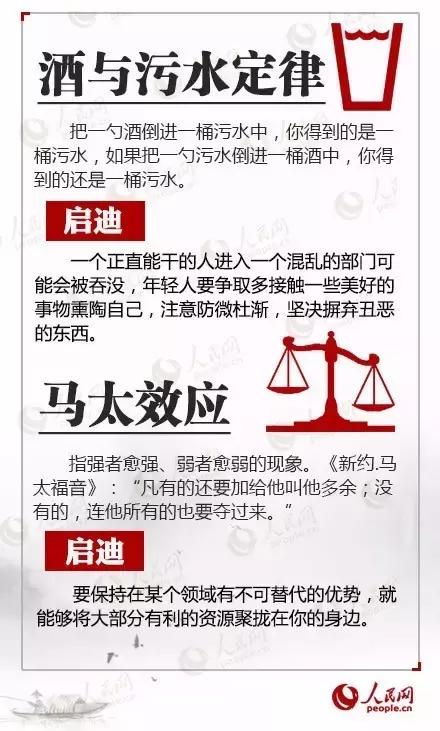 酒与污水定律
把一勺酒倒进一桶污水中，你得到的是一
桶污水，如果把一勺污水倒进一桶酒中，你得
到的还是一桶污水。
启迪
一个正直能干的人进入一个混乱的部门可
能会被吞没，年轻人要争取多接触一些美好的
事物熏陶自己，注意防微杜渐，坚决摒弃丑恶
的东西。
马太效应
指强者愈强、弱者愈弱的现象。《新约.马
太福音》：“凡有的还要加给他叫他多余；没
有的，连他所有的也要夺过来。”
启迪
要保持在某个领域有不可替代的优势，就
能够将大部分有利的资源聚拢在你的身边。
人民网
people.cn